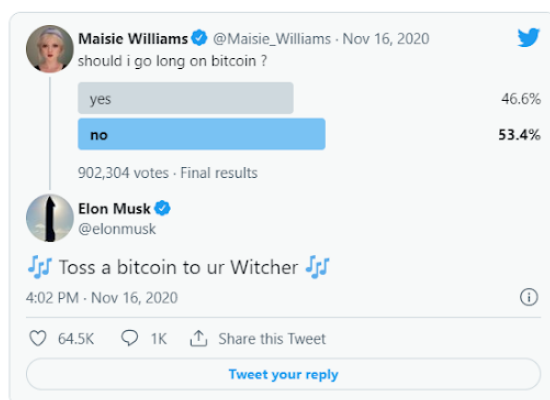 Maisie Williams @Maisie_Williams · Nov 16, 2020
should i go long on bitcoin ?
yes 46.6%
no 53.4%
902,304 votes · Final results
Elon Musk
@elonmusk
🎶 Toss a bitcoin to ur Witcher 🎶
4:02 PM · Nov 16, 2020
64.5K 1K Share this Tweet
Tweet your reply